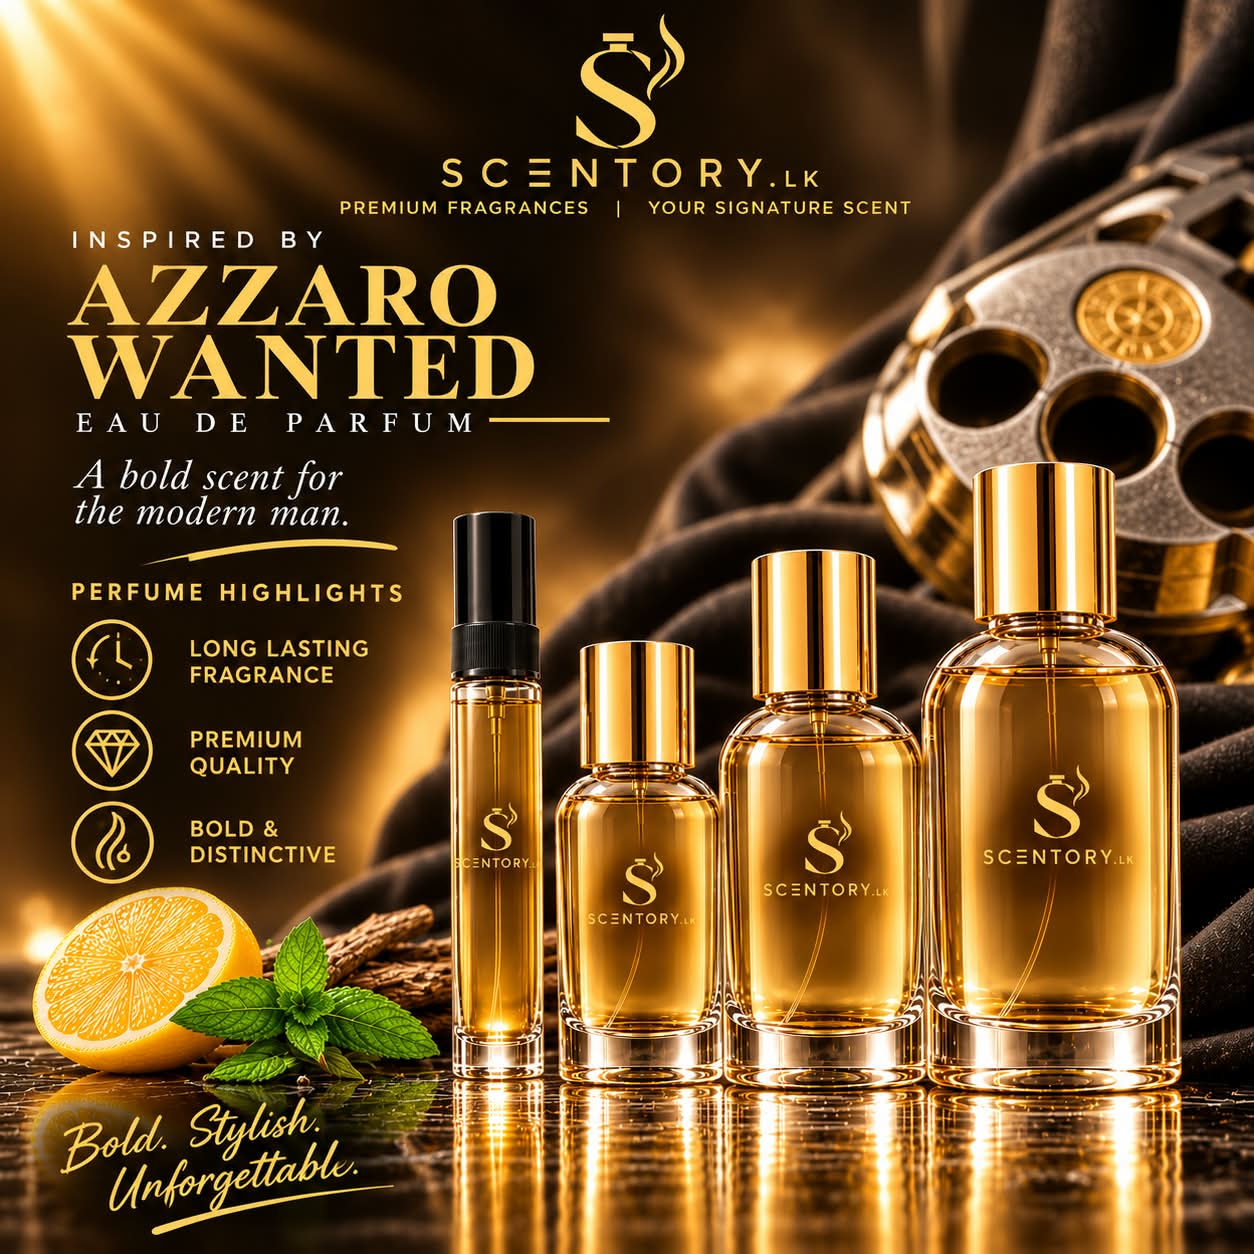 SCENTORY.LK
PREMIUM FRAGRANCES | YOUR SIGNATURE SCENT
INSPIRED BY
AZZARO
WANTED
EAU DE PARFUM
A bold scent for
the modern man.
PERFUME HIGHLIGHTS
LONG LASTING
FRAGRANCE
PREMIUM
QUALITY
BOLD &
DISTINCTIVE
SCENTORY.LK
SCENTORY.LK
SCENTORY.LK
SCENTORY.LK
Bold. Stylish.
Unforgettable.